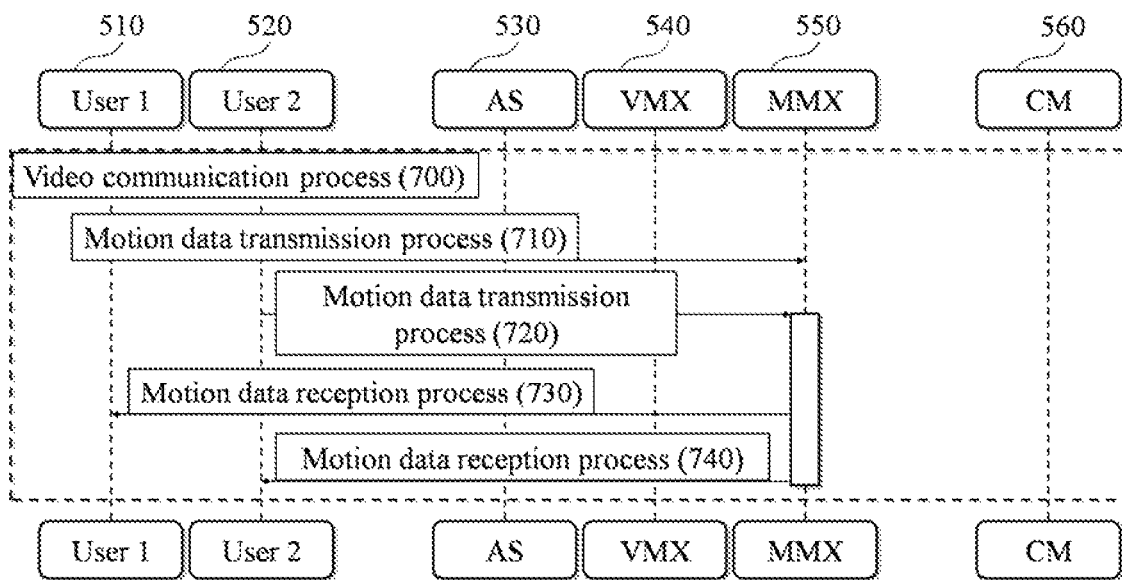 510 520 530 540 550 560
User 1 User 2 AS VMX MMX CM
Video communication process (700)
Motion data transmission process (710)
Motion data transmission
process (720)
Motion data reception process (730)
Motion data reception process (740)
User 1 User 2 AS VMX MMX CM